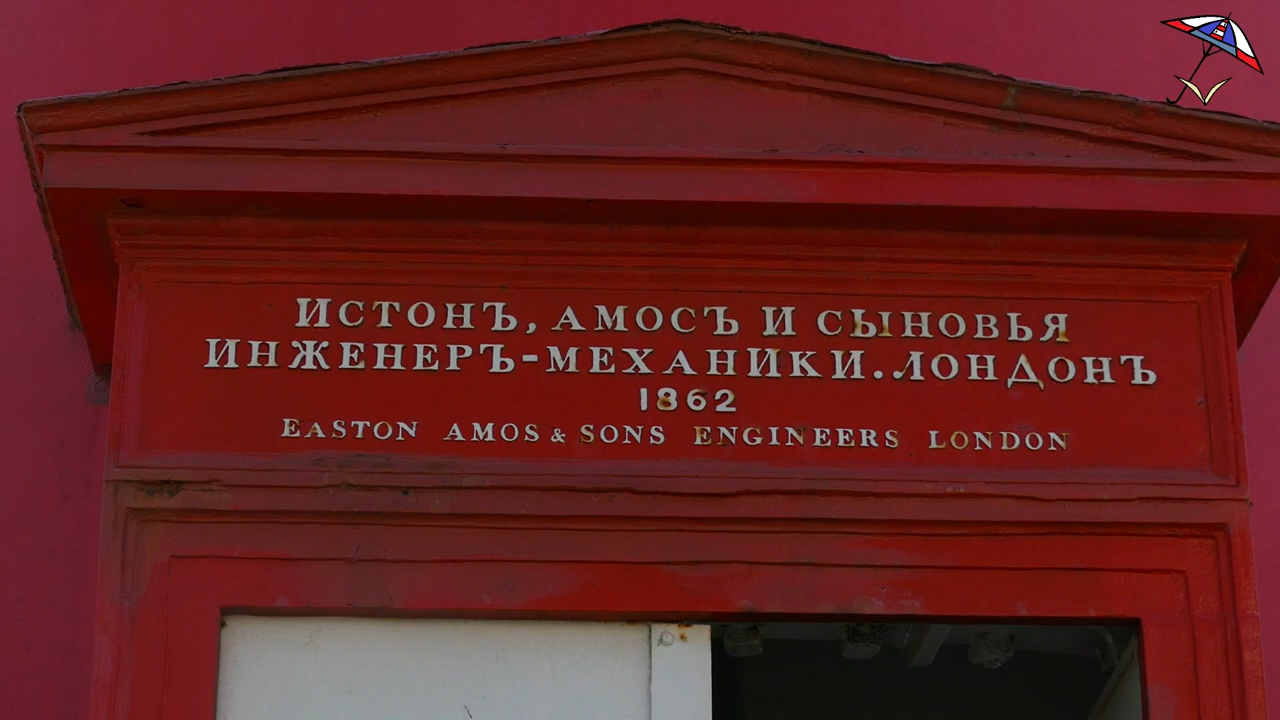 ИСТОНЪ, АМОСЪ И СЫНОВЬЯ
ИНЖЕНЕРЪ-МЕХАНИКИ. ЛОНДОНЪ
1862
EASTON AMOS & SONS ENGINEERS LONDON